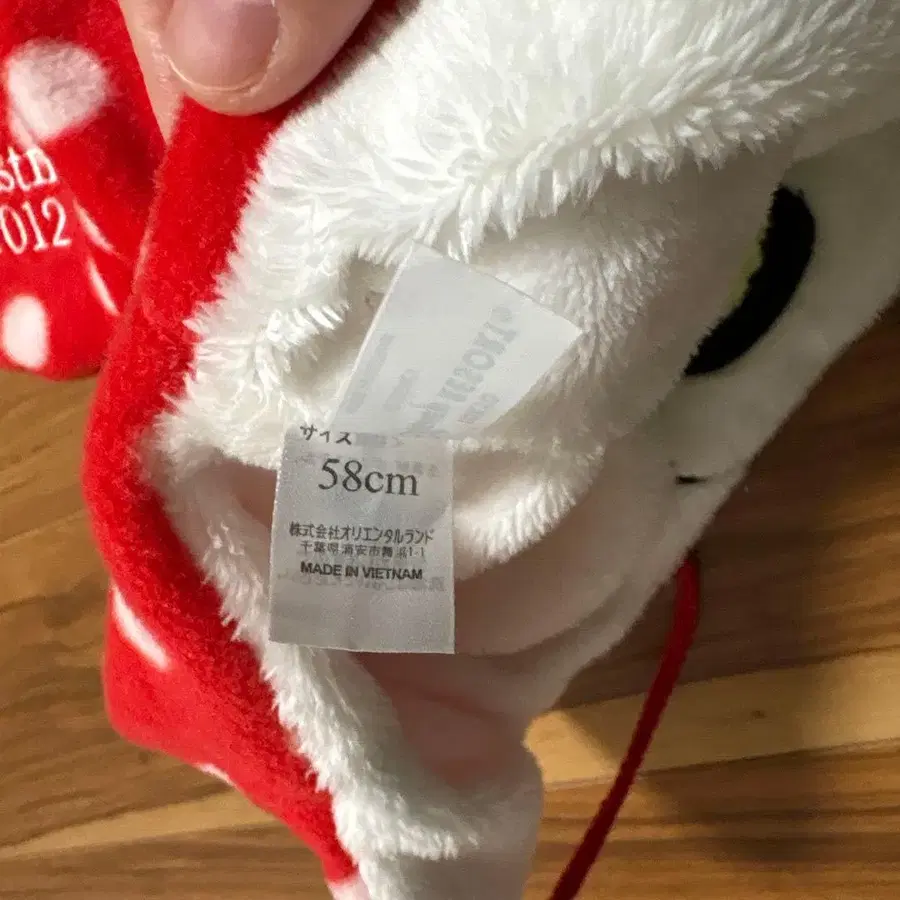 stn
2012
サイズ
58cm
株式会社オリエンタルランド
千葉県浦安市舞浜1-1
MADE IN VIETNAM